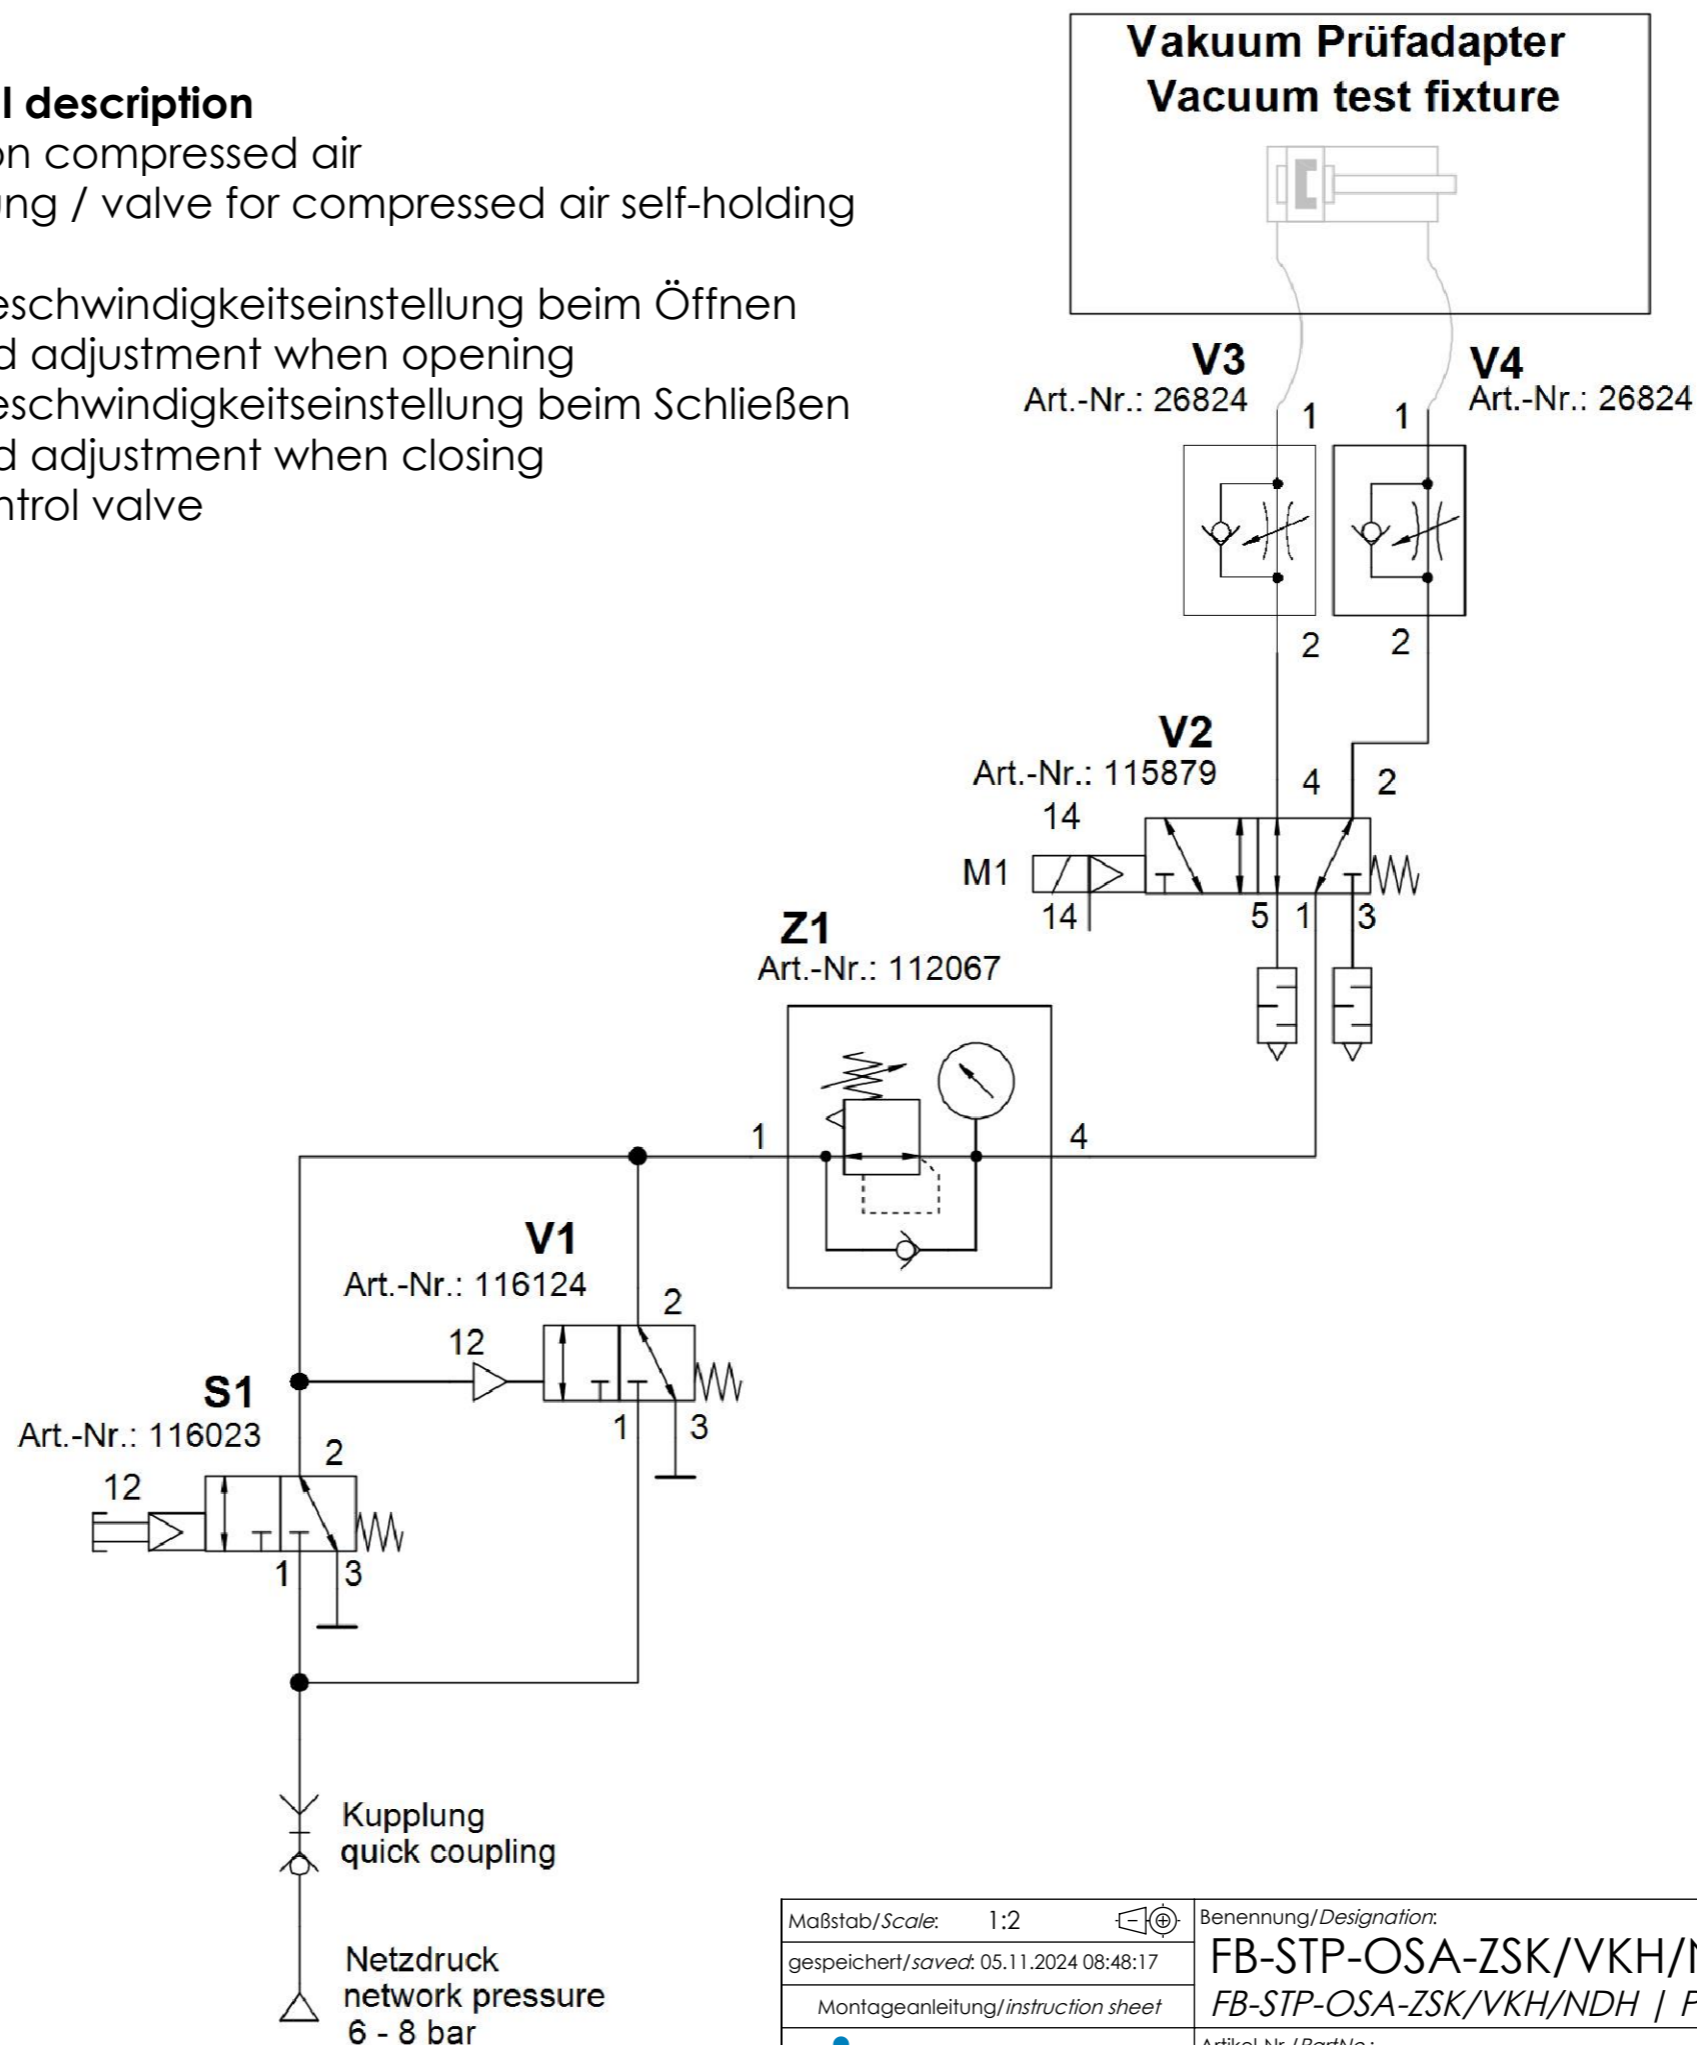 l description
on compressed air
ung / valve for compressed air self-holding
eschwindigkeitseinstellung beim Öffnen
d adjustment when opening
eschwindigkeitseinstellung beim Schließen
d adjustment when closing
ntrol valve
Vakuum Prüfadapter
Vacuum test fixture
V3
Art.-Nr.: 26824
V4
Art.-Nr.: 26824
1
1
2
2
V2
Art.-Nr.: 115879
4
2
14
M1
14
5
1
3
Z1
Art.-Nr.: 112067
1
4
V1
Art.-Nr.: 116124
2
12
1
3
S1
Art.-Nr.: 116023
2
12
1
3
Kupplung
quick coupling
Netzdruck
network pressure
6 - 8 bar
Maßstab/Scale: 1:2
gespeichert/saved: 05.11.2024 08:48:17
Montageanleitung/instruction sheet
Benennung/Designation:
FB-STP-OSA-ZSK/VKH/N
FB-STP-OSA-ZSK/VKH/NDH | P
Artikel-Nr./PartNo.: